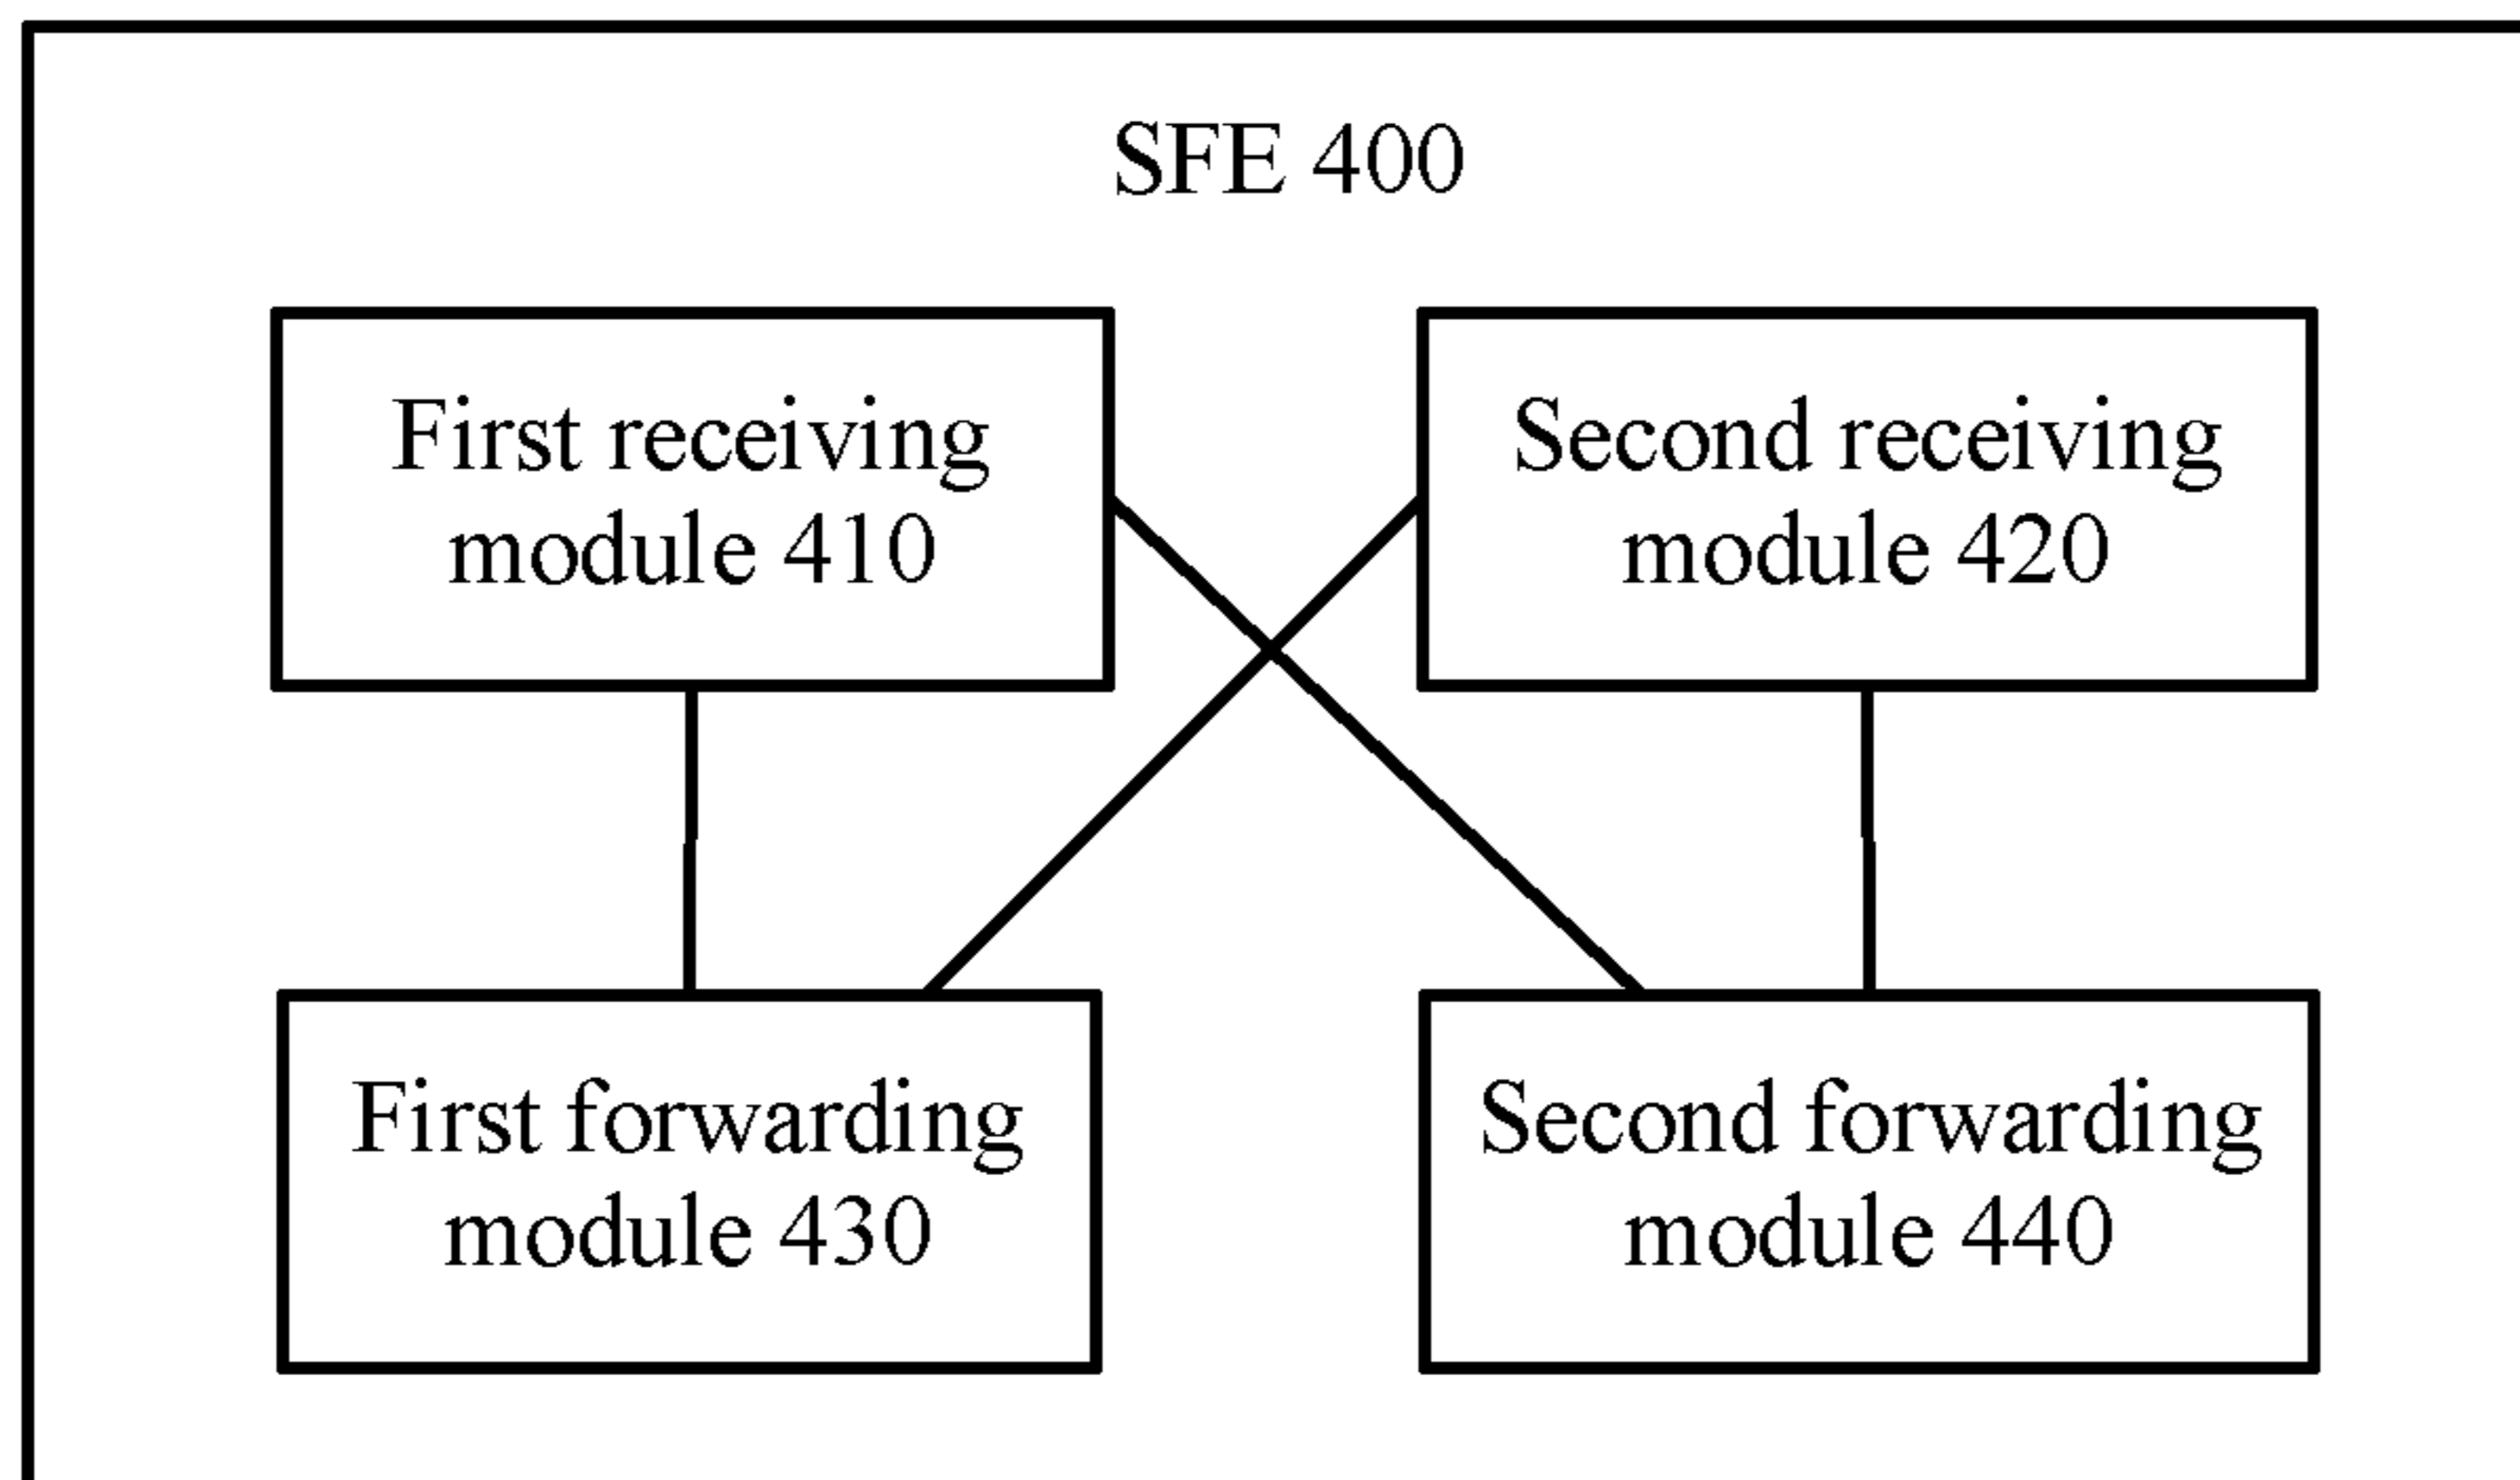 SFE 400
First receiving
module 410
Second receiving
module 420
First forwarding
module 430
Second forwarding
module 440